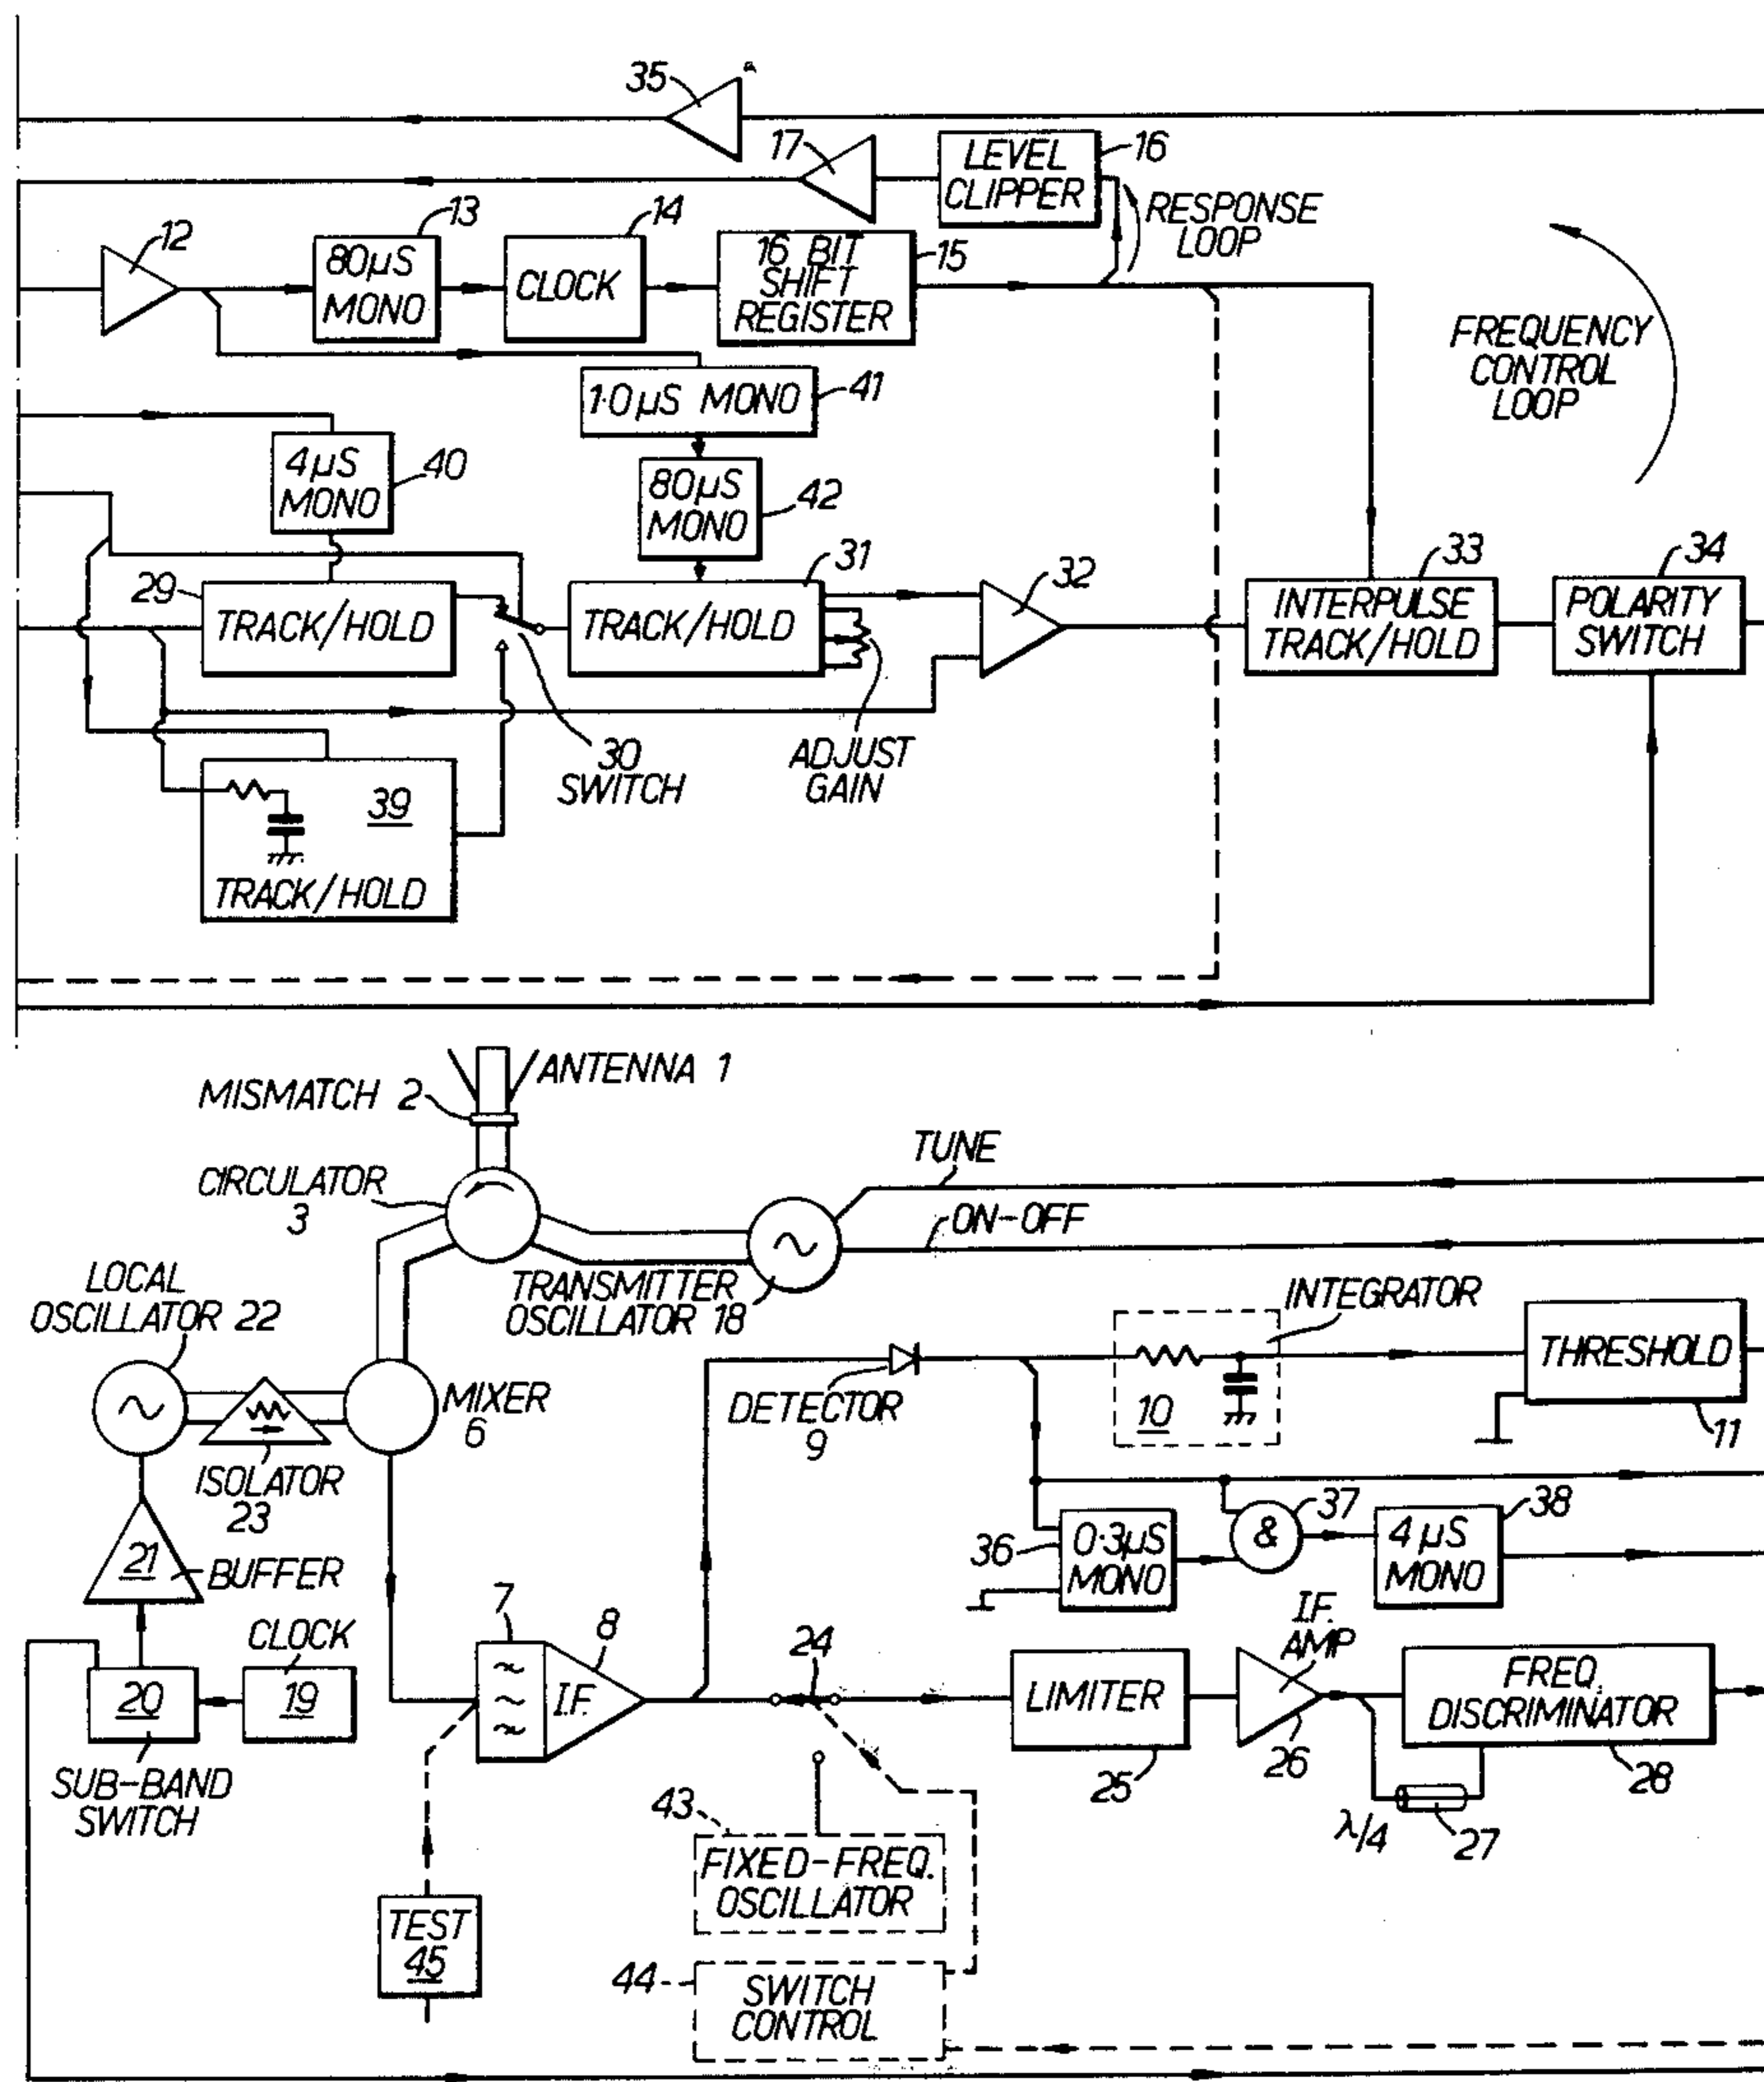 35
17
LEVEL
CLIPPER
16
RESPONSE
LOOP
12
13
80µS
MONO
14
CLOCK
16 BIT
SHIFT
REGISTER
15
FREQUENCY
CONTROL
LOOP
1·0µS MONO
41
4µS
MONO
40
80µS
MONO
42
29
TRACK/HOLD
31
TRACK/HOLD
32
33
INTERPULSE
TRACK/HOLD
34
POLARITY
SWITCH
30
SWITCH
ADJUST
GAIN
39
TRACK/HOLD
ANTENNA 1
MISMATCH 2
CIRCULATOR
3
TUNE
ON-OFF
TRANSMITTER
OSCILLATOR 18
LOCAL
OSCILLATOR 22
INTEGRATOR
THRESHOLD
11
MIXER
6
DETECTOR
9
10
ISOLATOR
23
21
BUFFER
36
0·3µS
MONO
&
37
38
4µS
MONO
CLOCK
19
20
SUB-BAND
SWITCH
7
8
I.F.
24
LIMITER
25
I.F.
AMP
26
FREQ.
DISCRIMINATOR
28
λ/4
27
43
FIXED-FREQ.
OSCILLATOR
TEST
45
44
SWITCH
CONTROL